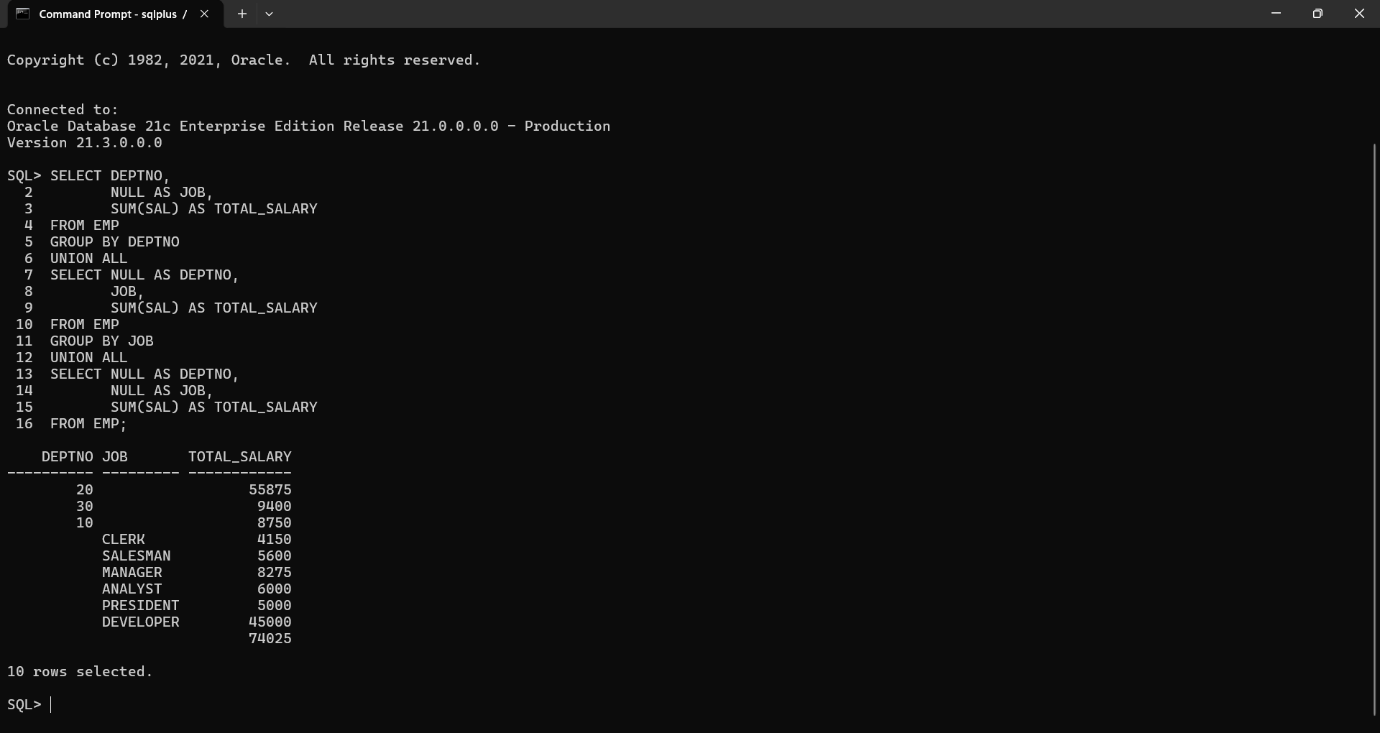 Command Prompt - sqlplus /
Copyright (c) 1982, 2021, Oracle.  All rights reserved.
Connected to:
Oracle Database 21c Enterprise Edition Release 21.0.0.0.0 - Production
Version 21.3.0.0.0
SQL> SELECT DEPTNO,
  2         NULL AS JOB,
  3         SUM(SAL) AS TOTAL_SALARY
  4  FROM EMP
  5  GROUP BY DEPTNO
  6  UNION ALL
  7  SELECT NULL AS DEPTNO,
  8         JOB,
  9         SUM(SAL) AS TOTAL_SALARY
 10  FROM EMP
 11  GROUP BY JOB
 12  UNION ALL
 13  SELECT NULL AS DEPTNO,
 14         NULL AS JOB,
 15         SUM(SAL) AS TOTAL_SALARY
 16  FROM EMP;
    DEPTNO JOB       TOTAL_SALARY
---------- --------- ------------
        20                  55875
        30                   9400
        10                   8750
           CLERK             4150
           SALESMAN          5600
           MANAGER           8275
           ANALYST           6000
           PRESIDENT         5000
           DEVELOPER        45000
                            74025
10 rows selected.
SQL>